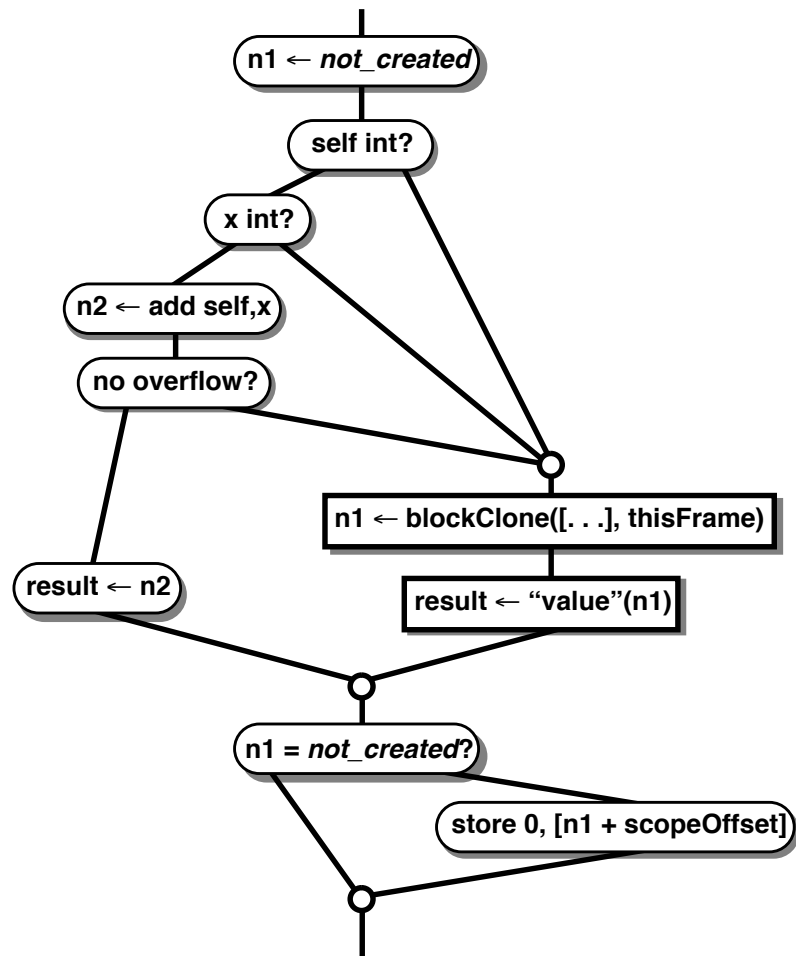 n1 ← not_created
self int?
x int?
n2 ← add self,x
no overflow?
n1 ← blockClone([. . .], thisFrame)
result ← n2
result ← “value”(n1)
n1 = not_created?
store 0, [n1 + scopeOffset]